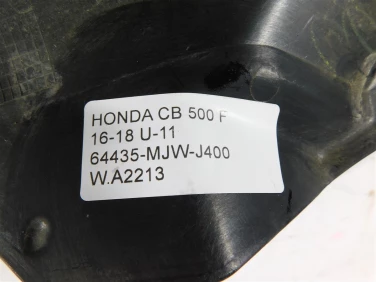 HONDA CB 500 F
16-18 U-11
64435-MJW-J400
W.A2213